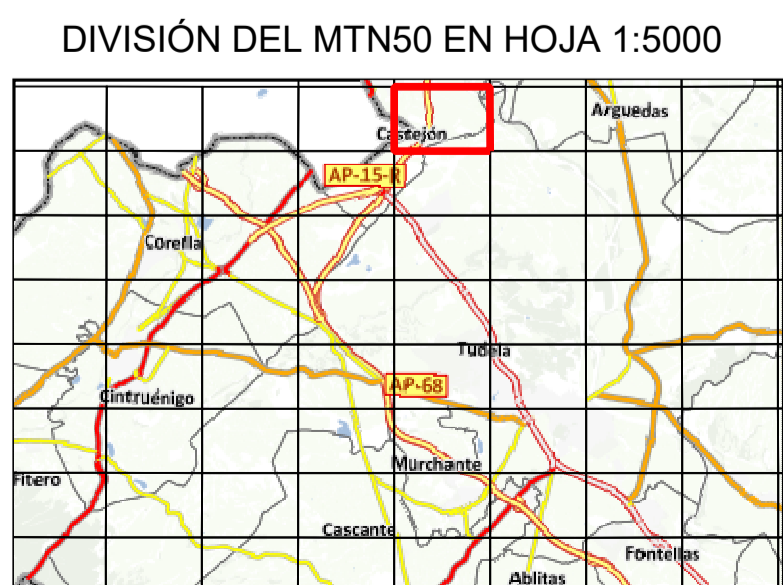 DIVISIÓN DEL MTN50 EN HOJA 1:5000
Arguedas
Castejón
AP-15-R
Corella
Tudela
AP-68
Cintruénigo
Murchante
Fitero
Cascante
Fontellas
Ablitas